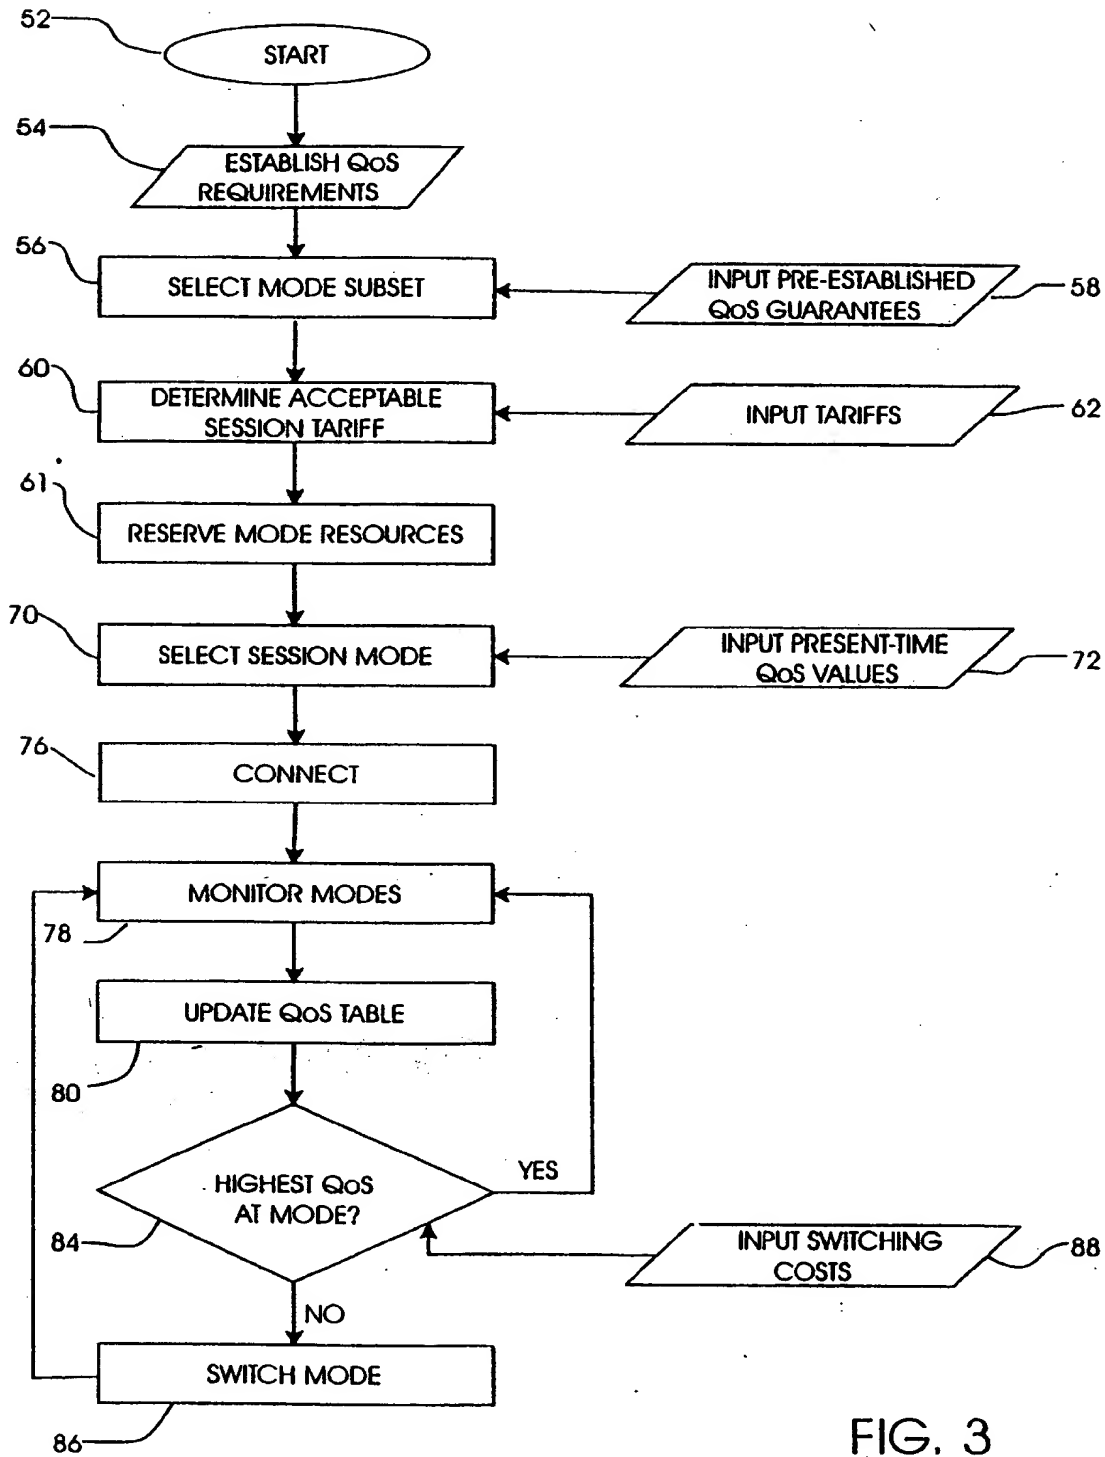 52
START
54
ESTABLISH QoS
REQUIREMENTS
56
SELECT MODE SUBSET
INPUT PRE-ESTABLISHED
QoS GUARANTEES
58
60
DETERMINE ACCEPTABLE
SESSION TARIFF
INPUT TARIFFS
62
61
RESERVE MODE RESOURCES
70
SELECT SESSION MODE
INPUT PRESENT-TIME
QoS VALUES
72
76
CONNECT
MONITOR MODES
78
UPDATE QoS TABLE
80
HIGHEST QoS
AT MODE?
YES
84
INPUT SWITCHING
COSTS
88
NO
SWITCH MODE
86
FIG. 3